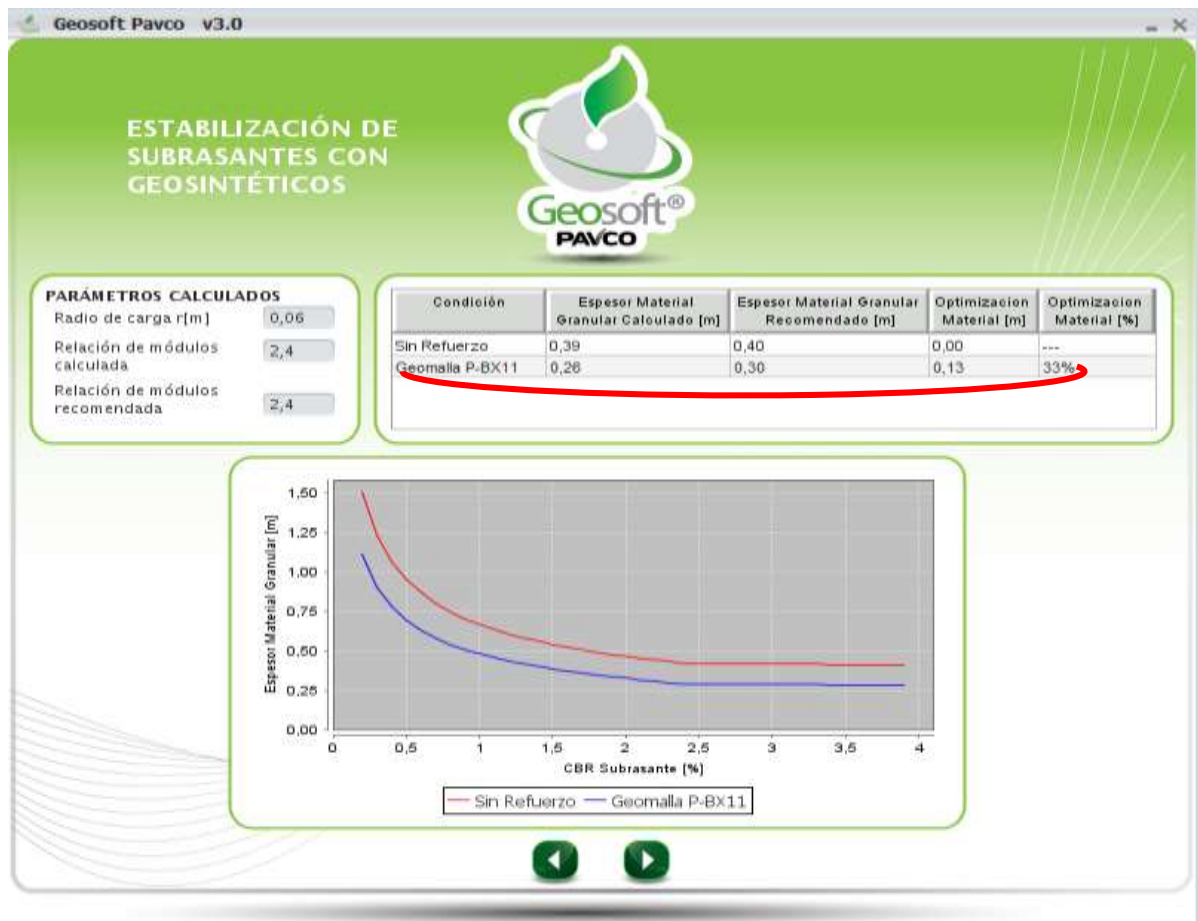 Geosoft Pavco v3.0
ESTABILIZACIÓN DE
SUBRASANTES CON
GEOSINTÉTICOS
Geosoft®
PAVCO
PARÁMETROS CALCULADOS
Radio de carga r[m] 0,06
Relación de módulos
calculada 2,4
Relación de módulos
recomendada 2,4
Condición Espesor Material Granular Calculado [m] Espesor Material Granular Recomendado [m] Optimizacion Material [m] Optimizacion Material [%]
Sin Refuerzo 0,39 0,40 0,00 ---
Geomalla P-BX11 0,26 0,30 0,13 33%
Espesor Material Granular [m]
1,50
1,25
1,00
0,75
0,50
0,25
0,00
0 0,5 1 1,5 2 2,5 3 3,5 4
CBR Subrasante [%]
Sin Refuerzo Geomalla P-BX11